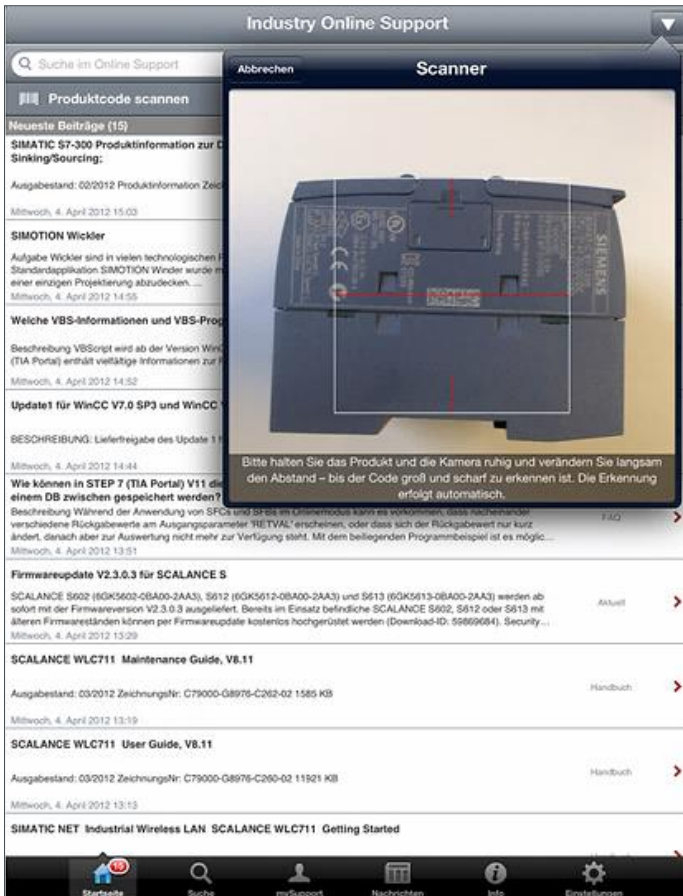 Industry Online Support
Suche im Online Support
Abbrechen
Scanner
Produktcode scannen
Neueste Beiträge (15)
SIMATIC S7-300 Produktinformation zur D
Sinking/Sourcing;
Ausgabestand: 02/2012 Produktinformation Zeic
Mittwoch, 4. April 2012 15:03
SIMOTION Wickler
Aufgabe Wickler sind in vielen technologischen P
Standardapplikation SIMOTION Winder wurde m
einer einzigen Projektierung abzudecken. ...
Mittwoch, 4. April 2012 14:55
Welche VBS-Informationen und VBS-Prog
Beschreibung VBScript wird ab der Version Win
(TIA Portal) enthält vielfältige Informationen zur
Mittwoch, 4. April 2012 14:52
Update1 für WinCC V7.0 SP3 und WinCC
BESCHREIBUNG: Lieferfreigabe des Update 1
Mittwoch, 4. April 2012 14:44
SIEMENS
Bitte halten Sie das Produkt und die Kamera ruhig und verändern Sie langsam
den Abstand – bis der Code groß und scharf zu erkennen ist. Die Erkennung
erfolgt automatisch.
Wie können in STEP 7 (TIA Portal) V11 die
einem DB zwischen gespeichert werden?
Beschreibung Während der Anwendung von SFCs und SFBs im Onlinemodus kann es vorkommen, dass nacheinander
verschiedene Rückgabewerte am Ausgangsparameter 'RETVAL' erscheinen, oder dass sich der Rückgabewert nur kurz
ändert, danach aber zur Auswertung nicht mehr zur Verfügung steht. Mit dem beiliegenden Programmbeispiel ist es möglic...
Mittwoch, 4. April 2012 13:51
FAQ
Firmwareupdate V2.3.0.3 für SCALANCE S
SCALANCE S602 (6GK5602-0BA00-2AA3), S612 (6GK5612-0BA00-2AA3) und S613 (6GK5613-0BA00-2AA3) werden ab
sofort mit der Firmwareversion V2.3.0.3 ausgeliefert. Bereits im Einsatz befindliche SCALANCE S602, S612 oder S613 mit
älteren Firmwareständen können per Firmwareupdate kostenlos hochgerüstet werden (Download-ID: 59869684). Security...
Mittwoch, 4. April 2012 13:29
Aktuell
SCALANCE WLC711 Maintenance Guide, V8.11
Ausgabestand: 03/2012 ZeichnungsNr: C79000-G8976-C262-02 1585 KB
Mittwoch, 4. April 2012 13:19
Handbuch
SCALANCE WLC711 User Guide, V8.11
Ausgabestand: 03/2012 ZeichnungsNr: C79000-G8976-C260-02 11921 KB
Mittwoch, 4. April 2012 13:13
Handbuch
SIMATIC NET Industrial Wireless LAN SCALANCE WLC711 Getting Started
15
Startseite
Suche
mySupport
Nachrichten
Info
Einstellungen